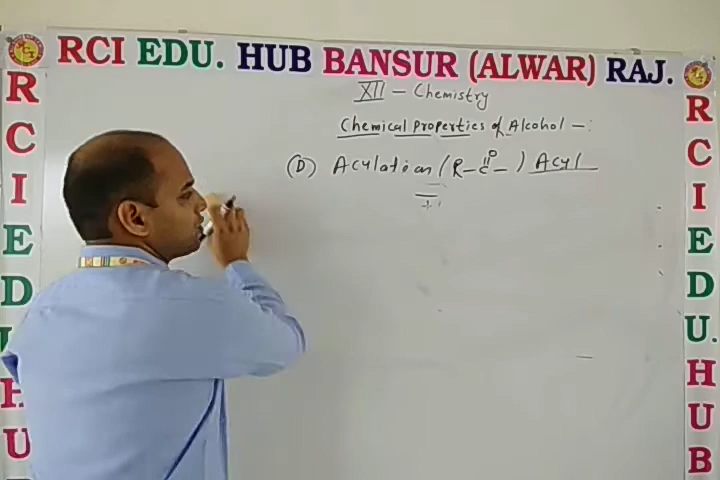 RCI EDU. HUB BANSUR (ALWAR) RAJ.
XII - Chemistry
Chemical properties of Alcohol -:
(D) Acylation (R-C-) Acyl
O
R
C
I
E
D
H
U
R
C
I
E
D
U.
H
U
B